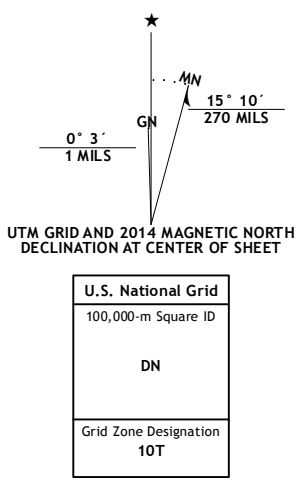 ★
MN
GN
15° 10´
270 MILS
0° 3´
1 MILS
UTM GRID AND 2014 MAGNETIC NORTH
DECLINATION AT CENTER OF SHEET
U.S. National Grid
100,000-m Square ID
DN
Grid Zone Designation
10T